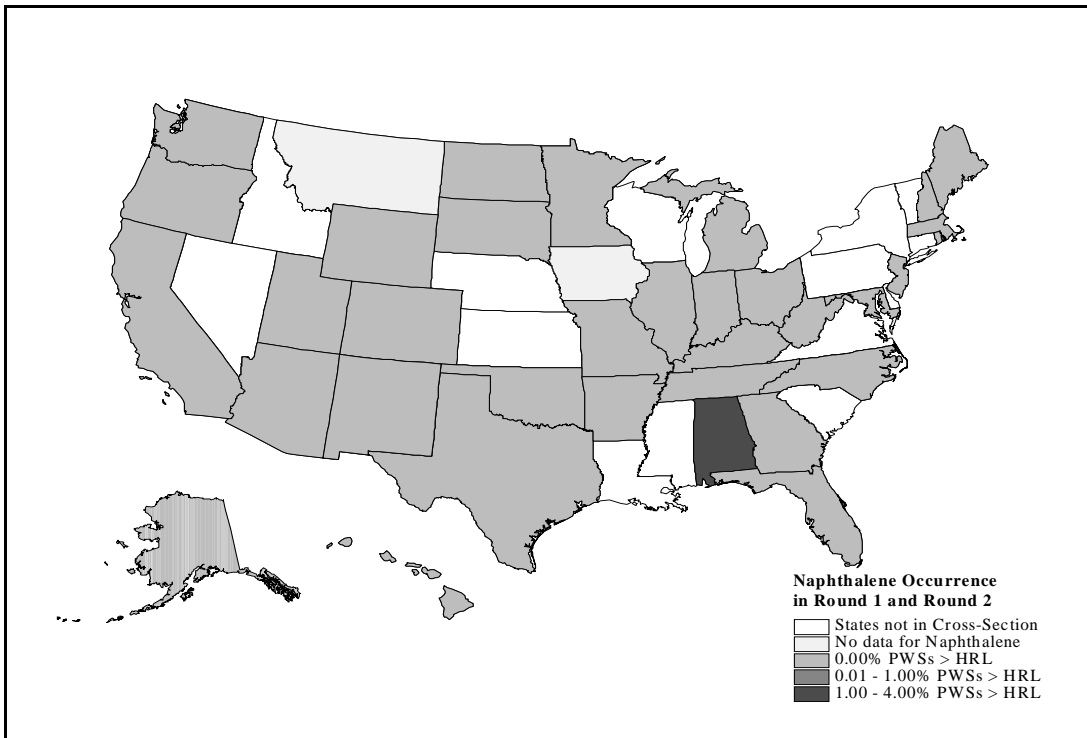 Naphthalene Occurrence
in Round 1 and Round 2
States not in Cross-Section
No data for Naphthalene
0.00% PWSs > HRL
0.01 - 1.00% PWSs > HRL
1.00 - 4.00% PWSs > HRL